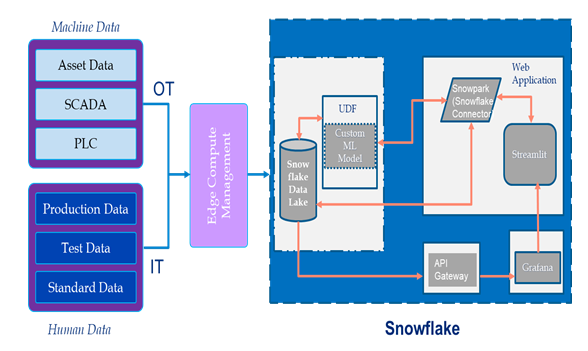 Machine Data
Asset Data
SCADA
PLC
OT
Production Data
Test Data
Standard Data
IT
Human Data
Edge Compute
Management
Snow
flake
Data
Lake
UDF
Custom
ML
Model
Web
Application
Snowpark
(Snowflake
Connector
Streamlit
API
Gateway
Grafana
Snowflake